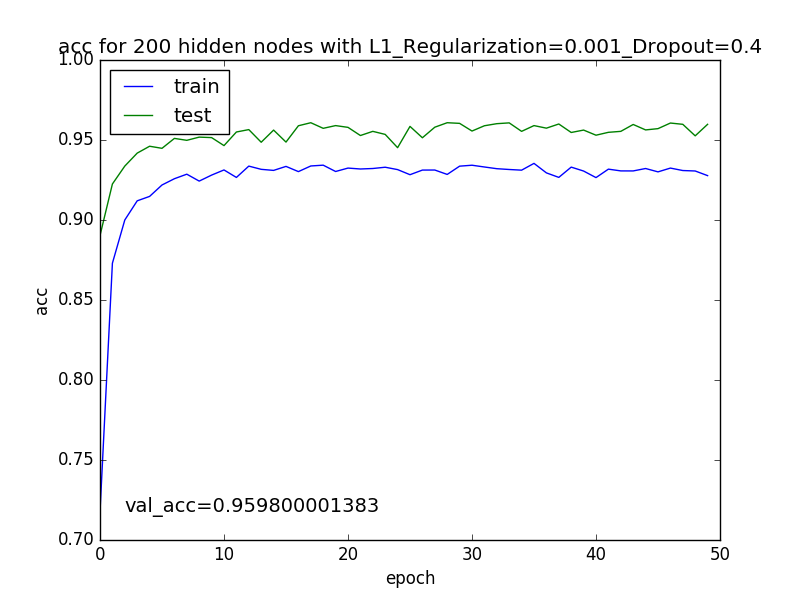 acc for 200 hidden nodes with L1_Regularization=0.001_Dropout=0.4
1.00
train
test
0.95
0.90
0.85
acc
0.80
0.75
val_acc=0.959800001383
0.70
0 10 20 30 40 50
epoch